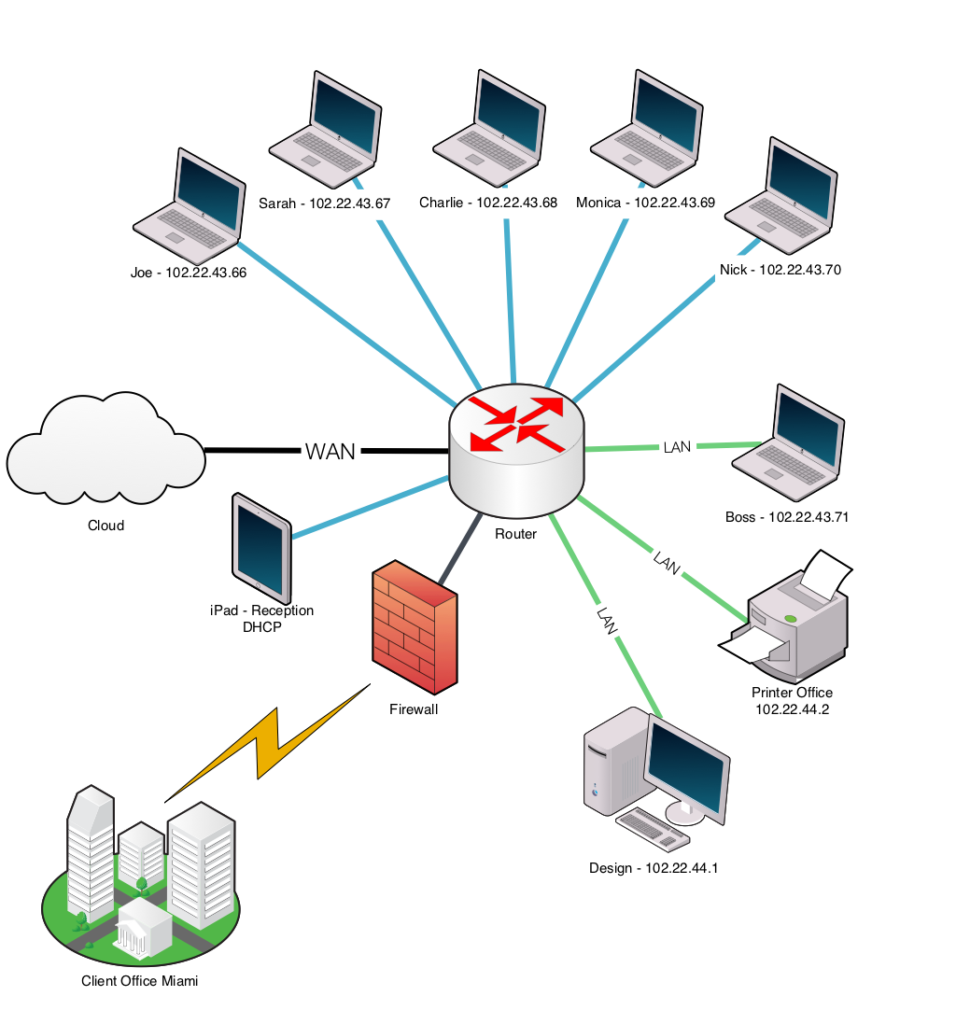 Sarah - 102.22.43.67
Charlie - 102.22.43.68
Monica - 102.22.43.69
Joe - 102.22.43.66
Nick - 102.22.43.70
WAN
LAN
Boss - 102.22.43.71
Cloud
Router
LAN
iPad - Reception
DHCP
LAN
Printer Office
102.22.44.2
Firewall
Design - 102.22.44.1
Client Office Miami